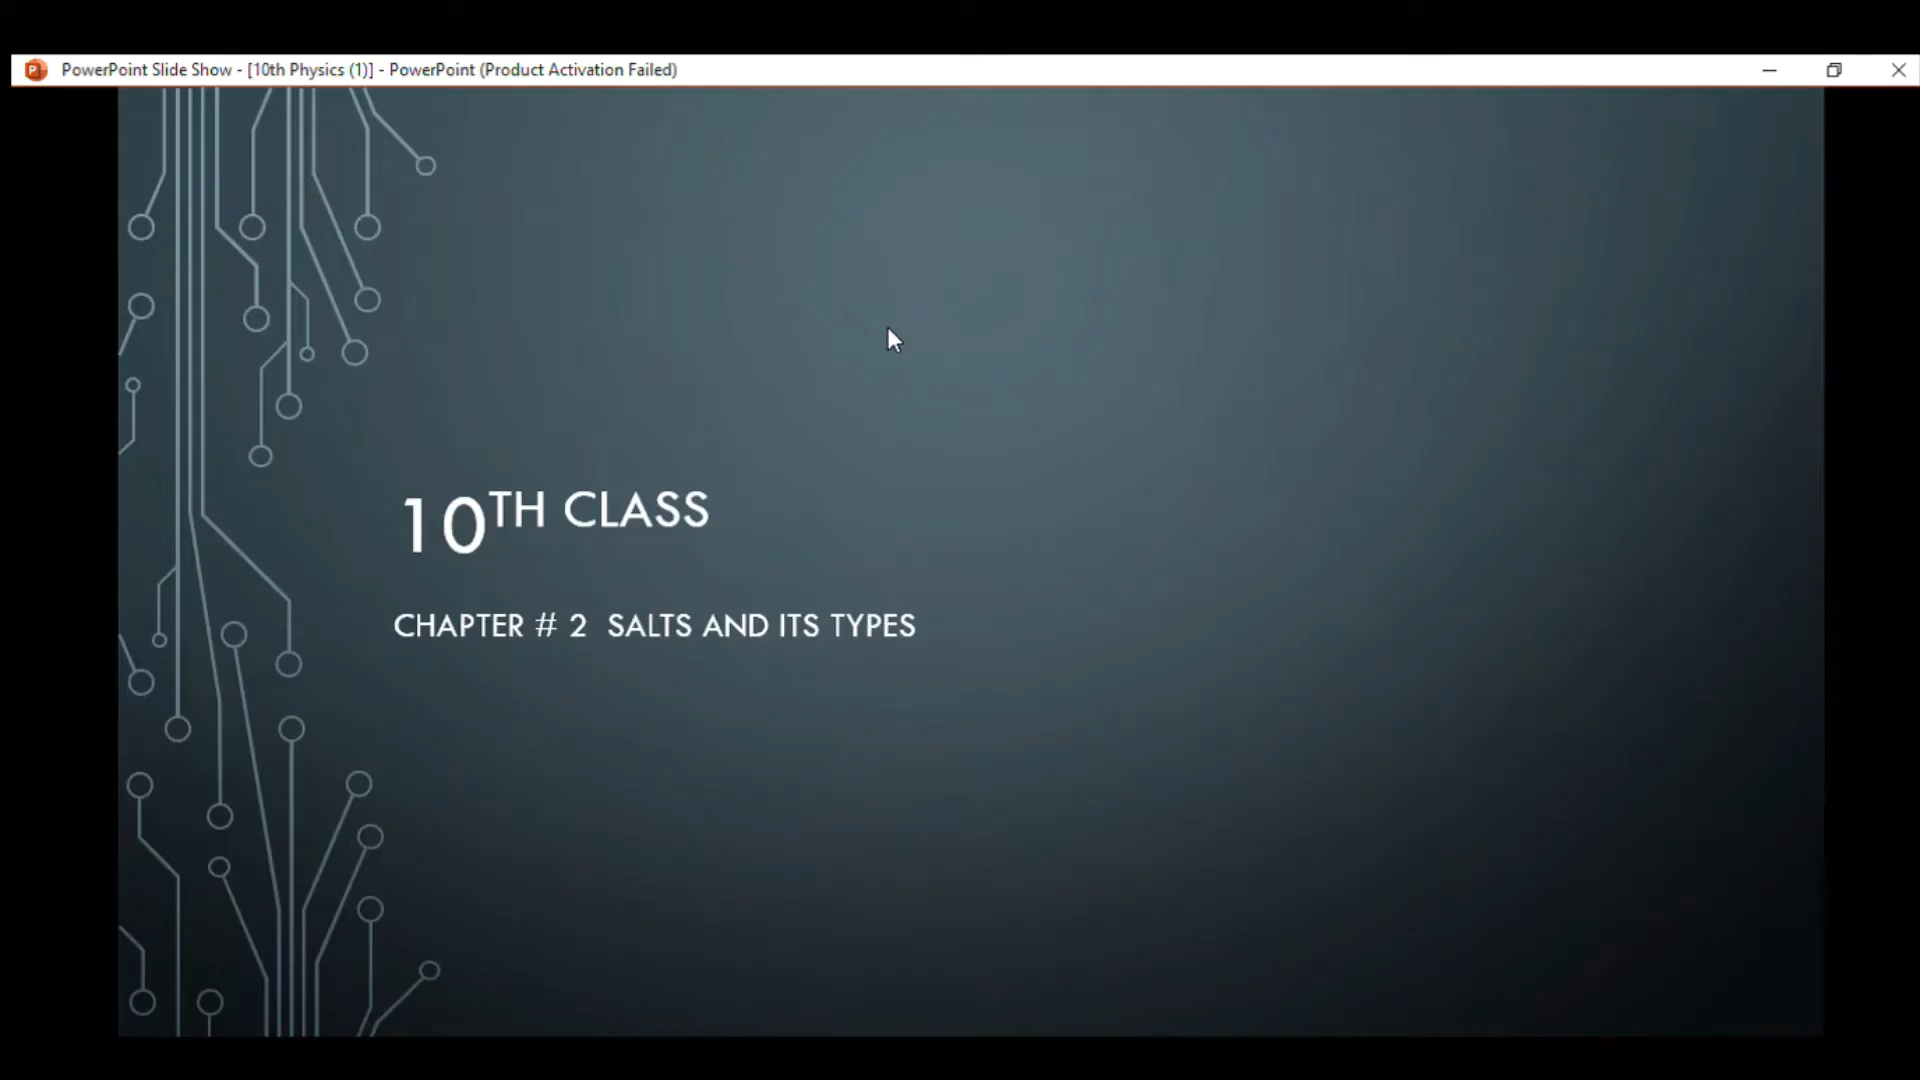 PowerPoint Slide Show - [10th Physics (1)] - PowerPoint (Product Activation Failed)
10TH CLASS
CHAPTER # 2 SALTS AND ITS TYPES